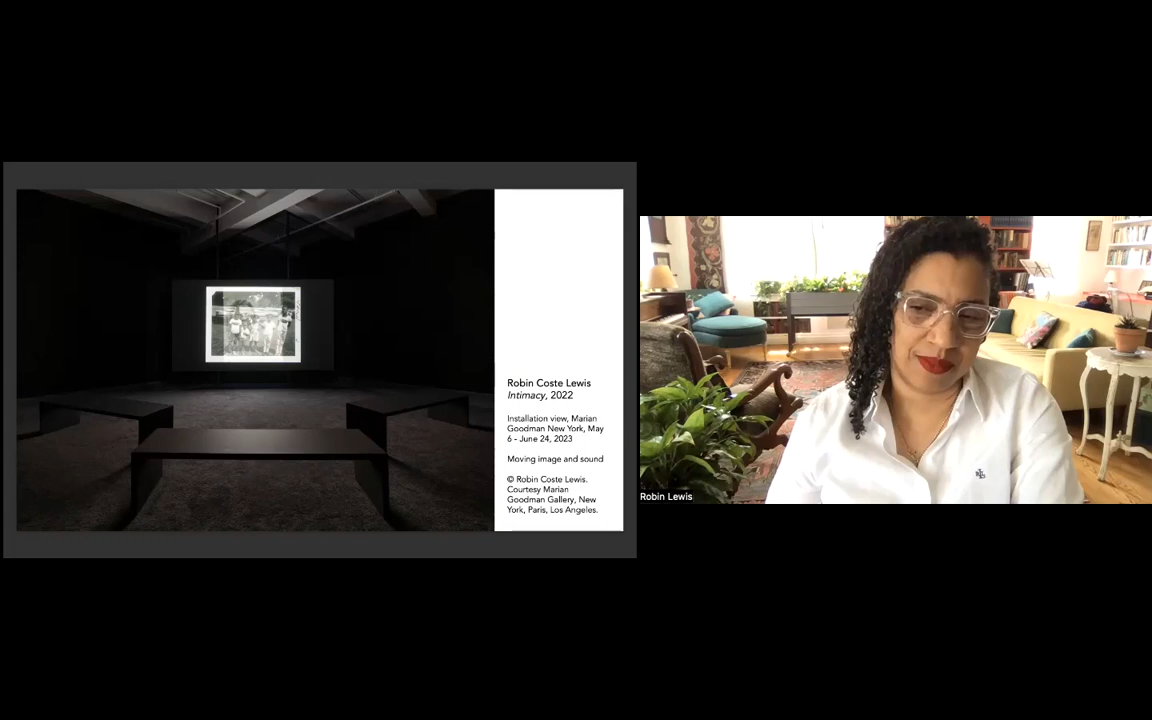 Robin Coste Lewis
Intimacy, 2022
Installation view, Marian
Goodman New York, May
6 - June 24, 2023
Moving image and sound
© Robin Coste Lewis.
Courtesy Marian
Goodman Gallery, New
York, Paris, Los Angeles.
Robin Lewis